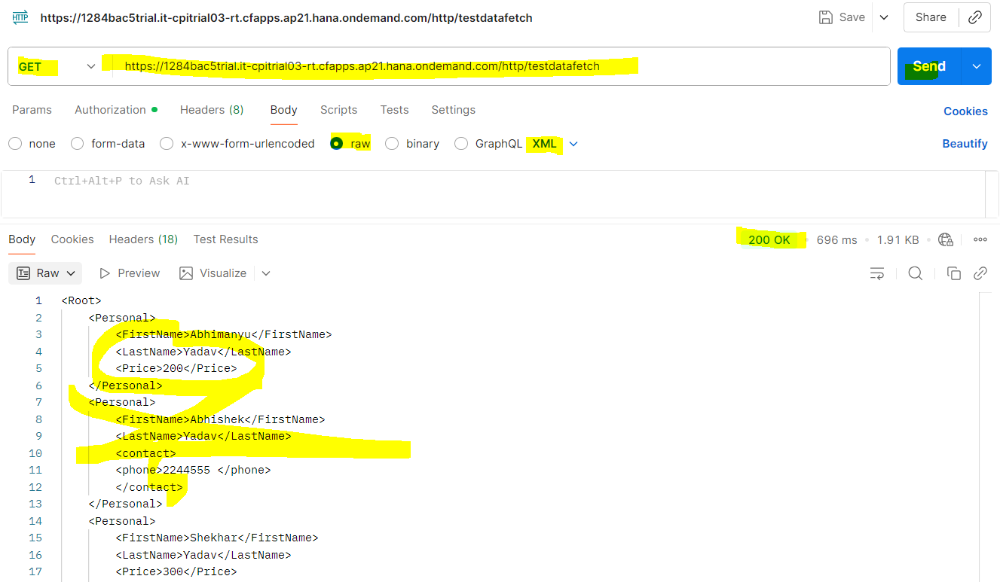 HTTP https://1284bac5trial.it-cpitrial03-rt.cfapps.ap21.hana.ondemand.com/http/testdatafetch Save Share
GET https://1284bac5trial.it-cpitrial03-rt.cfapps.ap21.hana.ondemand.com/http/testdatafetch Send
Params Authorization Headers (8) Body Scripts Tests Settings Cookies
none form-data x-www-form-urlencoded raw binary GraphQL XML Beautify
1 Ctrl+Alt+P to Ask AI
Body Cookies Headers (18) Test Results 200 OK 696 ms 1.91 KB
Raw Preview Visualize
1 <Root>
2 <Personal>
3 <FirstName>Abhimanyu</FirstName>
4 <LastName>Yadav</LastName>
5 <Price>200</Price>
6 </Personal>
7 <Personal>
8 <FirstName>Abhishek</FirstName>
9 <LastName>Yadav</LastName>
10 <contact>
11 <phone>2244555 </phone>
12 </contact>
13 </Personal>
14 <Personal>
15 <FirstName>Shekhar</FirstName>
16 <LastName>Yadav</LastName>
17 <Price>300</Price>